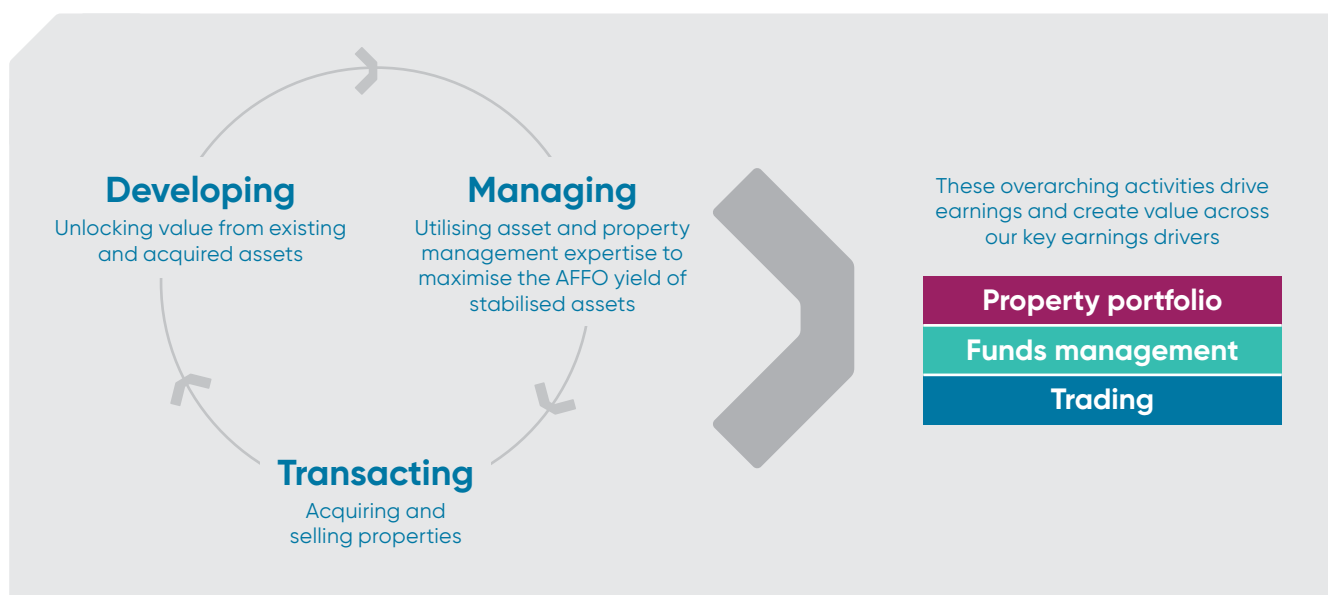 Developing
Unlocking value from existing
and acquired assets
Managing
Utilising asset and property
management expertise to
maximise the AFFO yield of
stabilised assets
Transacting
Acquiring and
selling properties
These overarching activities drive
earnings and create value across
our key earnings drivers
Property portfolio
Funds management
Trading